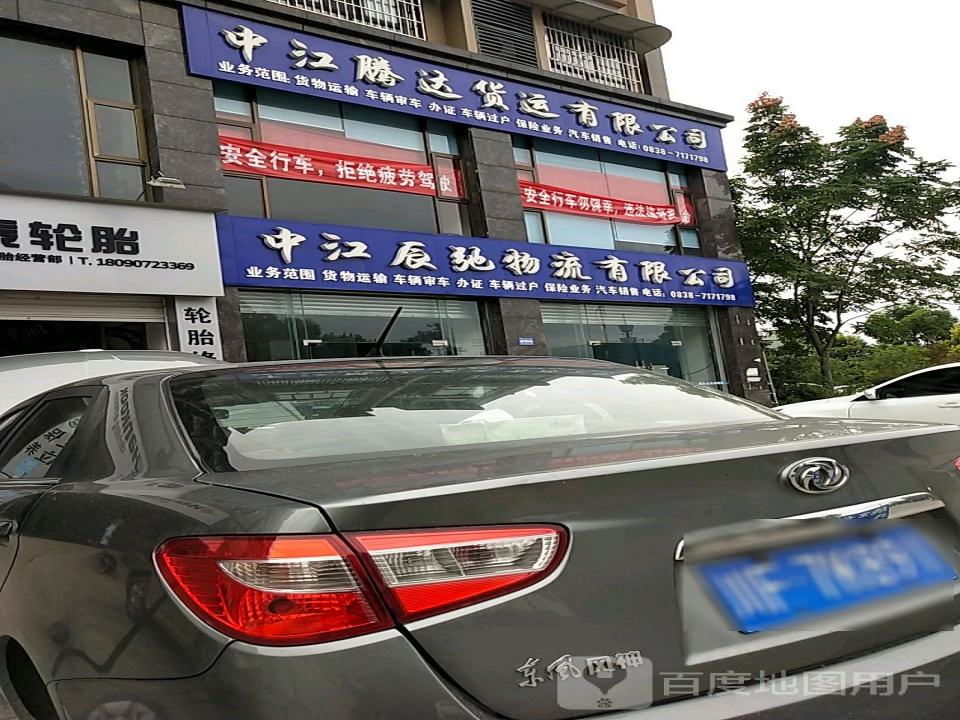 中江腾达货运有限公司
业务范围: 货物运输 车辆审车 办证 车辆过户 保险业务 汽车销售 电话: 0838-7171798
安全行车，拒绝疲劳驾驶
安全行车勿侥幸，违法
中江辰驰物流有限公司
业务范围 货物运输 车辆审车 办证 车辆过户 保险业务 汽车销售 电话: 0838-7171798
轮胎
胎经营部 | T. 18090723369
轮胎
东风风神
百度地图用户